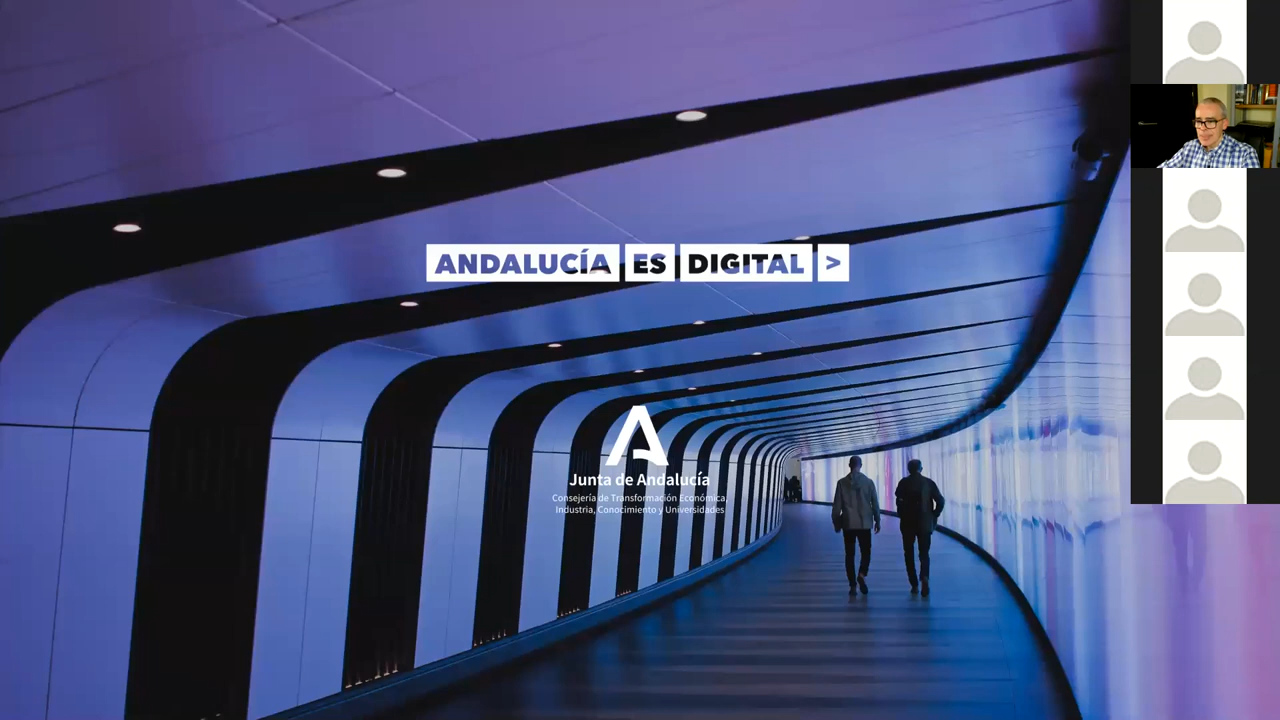 ANDALUCÍA ES DIGITAL >
Junta de Andalucía
Consejería de Transformación Económica,
Industria, Conocimiento y Universidades